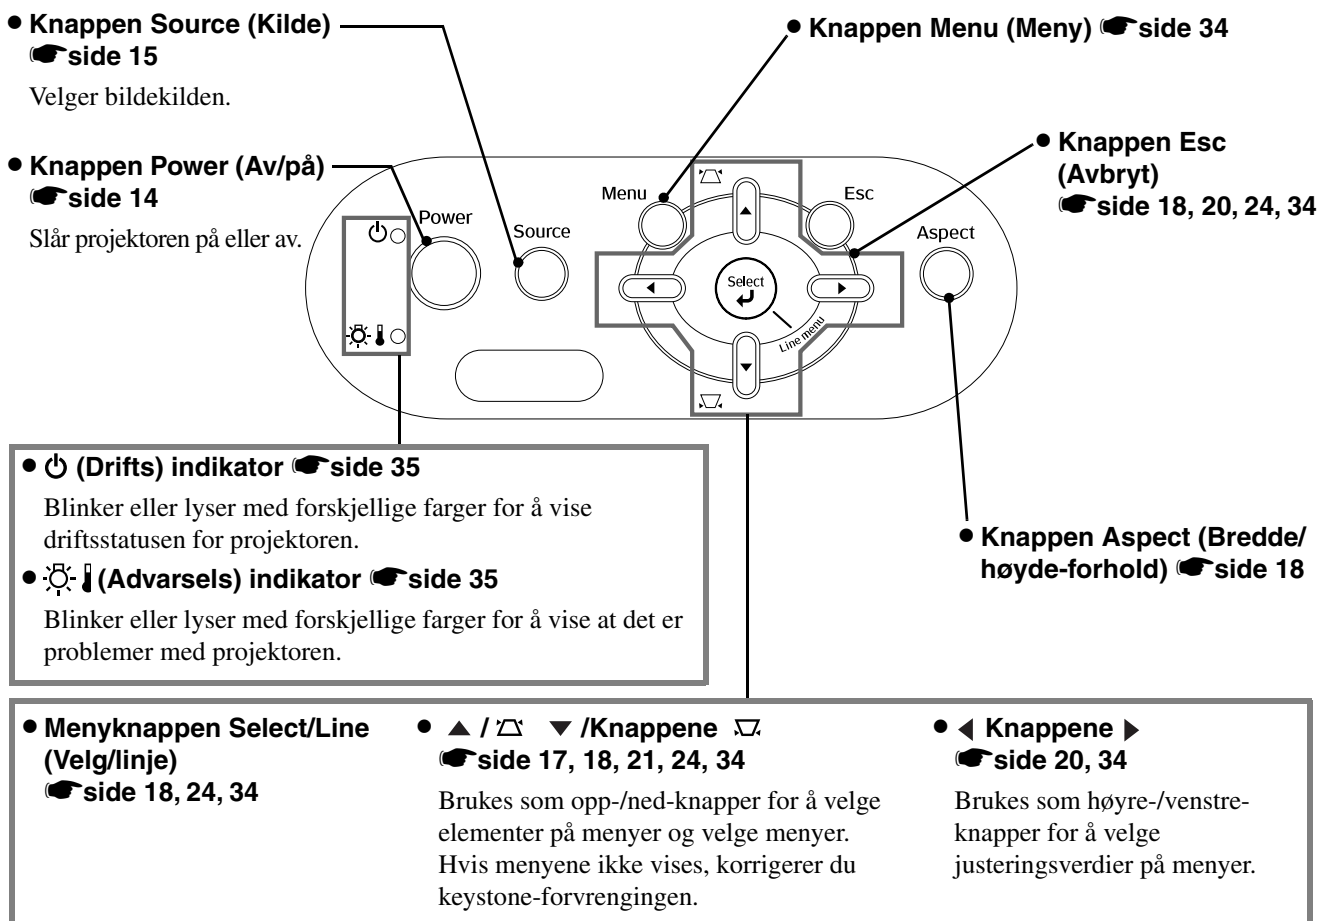 ● Knappen Source (Kilde)
☛side 15
Velger bildekilden.
● Knappen Power (Av/på)
☛side 14
Slår projektoren på eller av.
● Knappen Menu (Meny) ☛side 34
● Knappen Esc
(Avbryt)
☛side 18, 20, 24, 34
Menu
Esc
Power
Source
Aspect
Select
Line menu
● Knappen Aspect (Bredde/
høyde-forhold) ☛side 18
● (Drifts) indikator ☛side 35
Blinker eller lyser med forskjellige farger for å vise
driftsstatusen for projektoren.
● (Advarsels) indikator ☛side 35
Blinker eller lyser med forskjellige farger for å vise at det er
problemer med projektoren.
● Menyknappen Select/Line
(Velg/linje)
☛side 18, 24, 34
● ▲ / ▼ /Knappene
☛side 17, 18, 21, 24, 34
Brukes som opp-/ned-knapper for å velge
elementer på menyer og velge menyer.
Hvis menyene ikke vises, korrigerer du
keystone-forvrengingen.
● ◀ Knappene ▶
☛side 20, 34
Brukes som høyre-/venstre-
knapper for å velge
justeringsverdier på menyer.